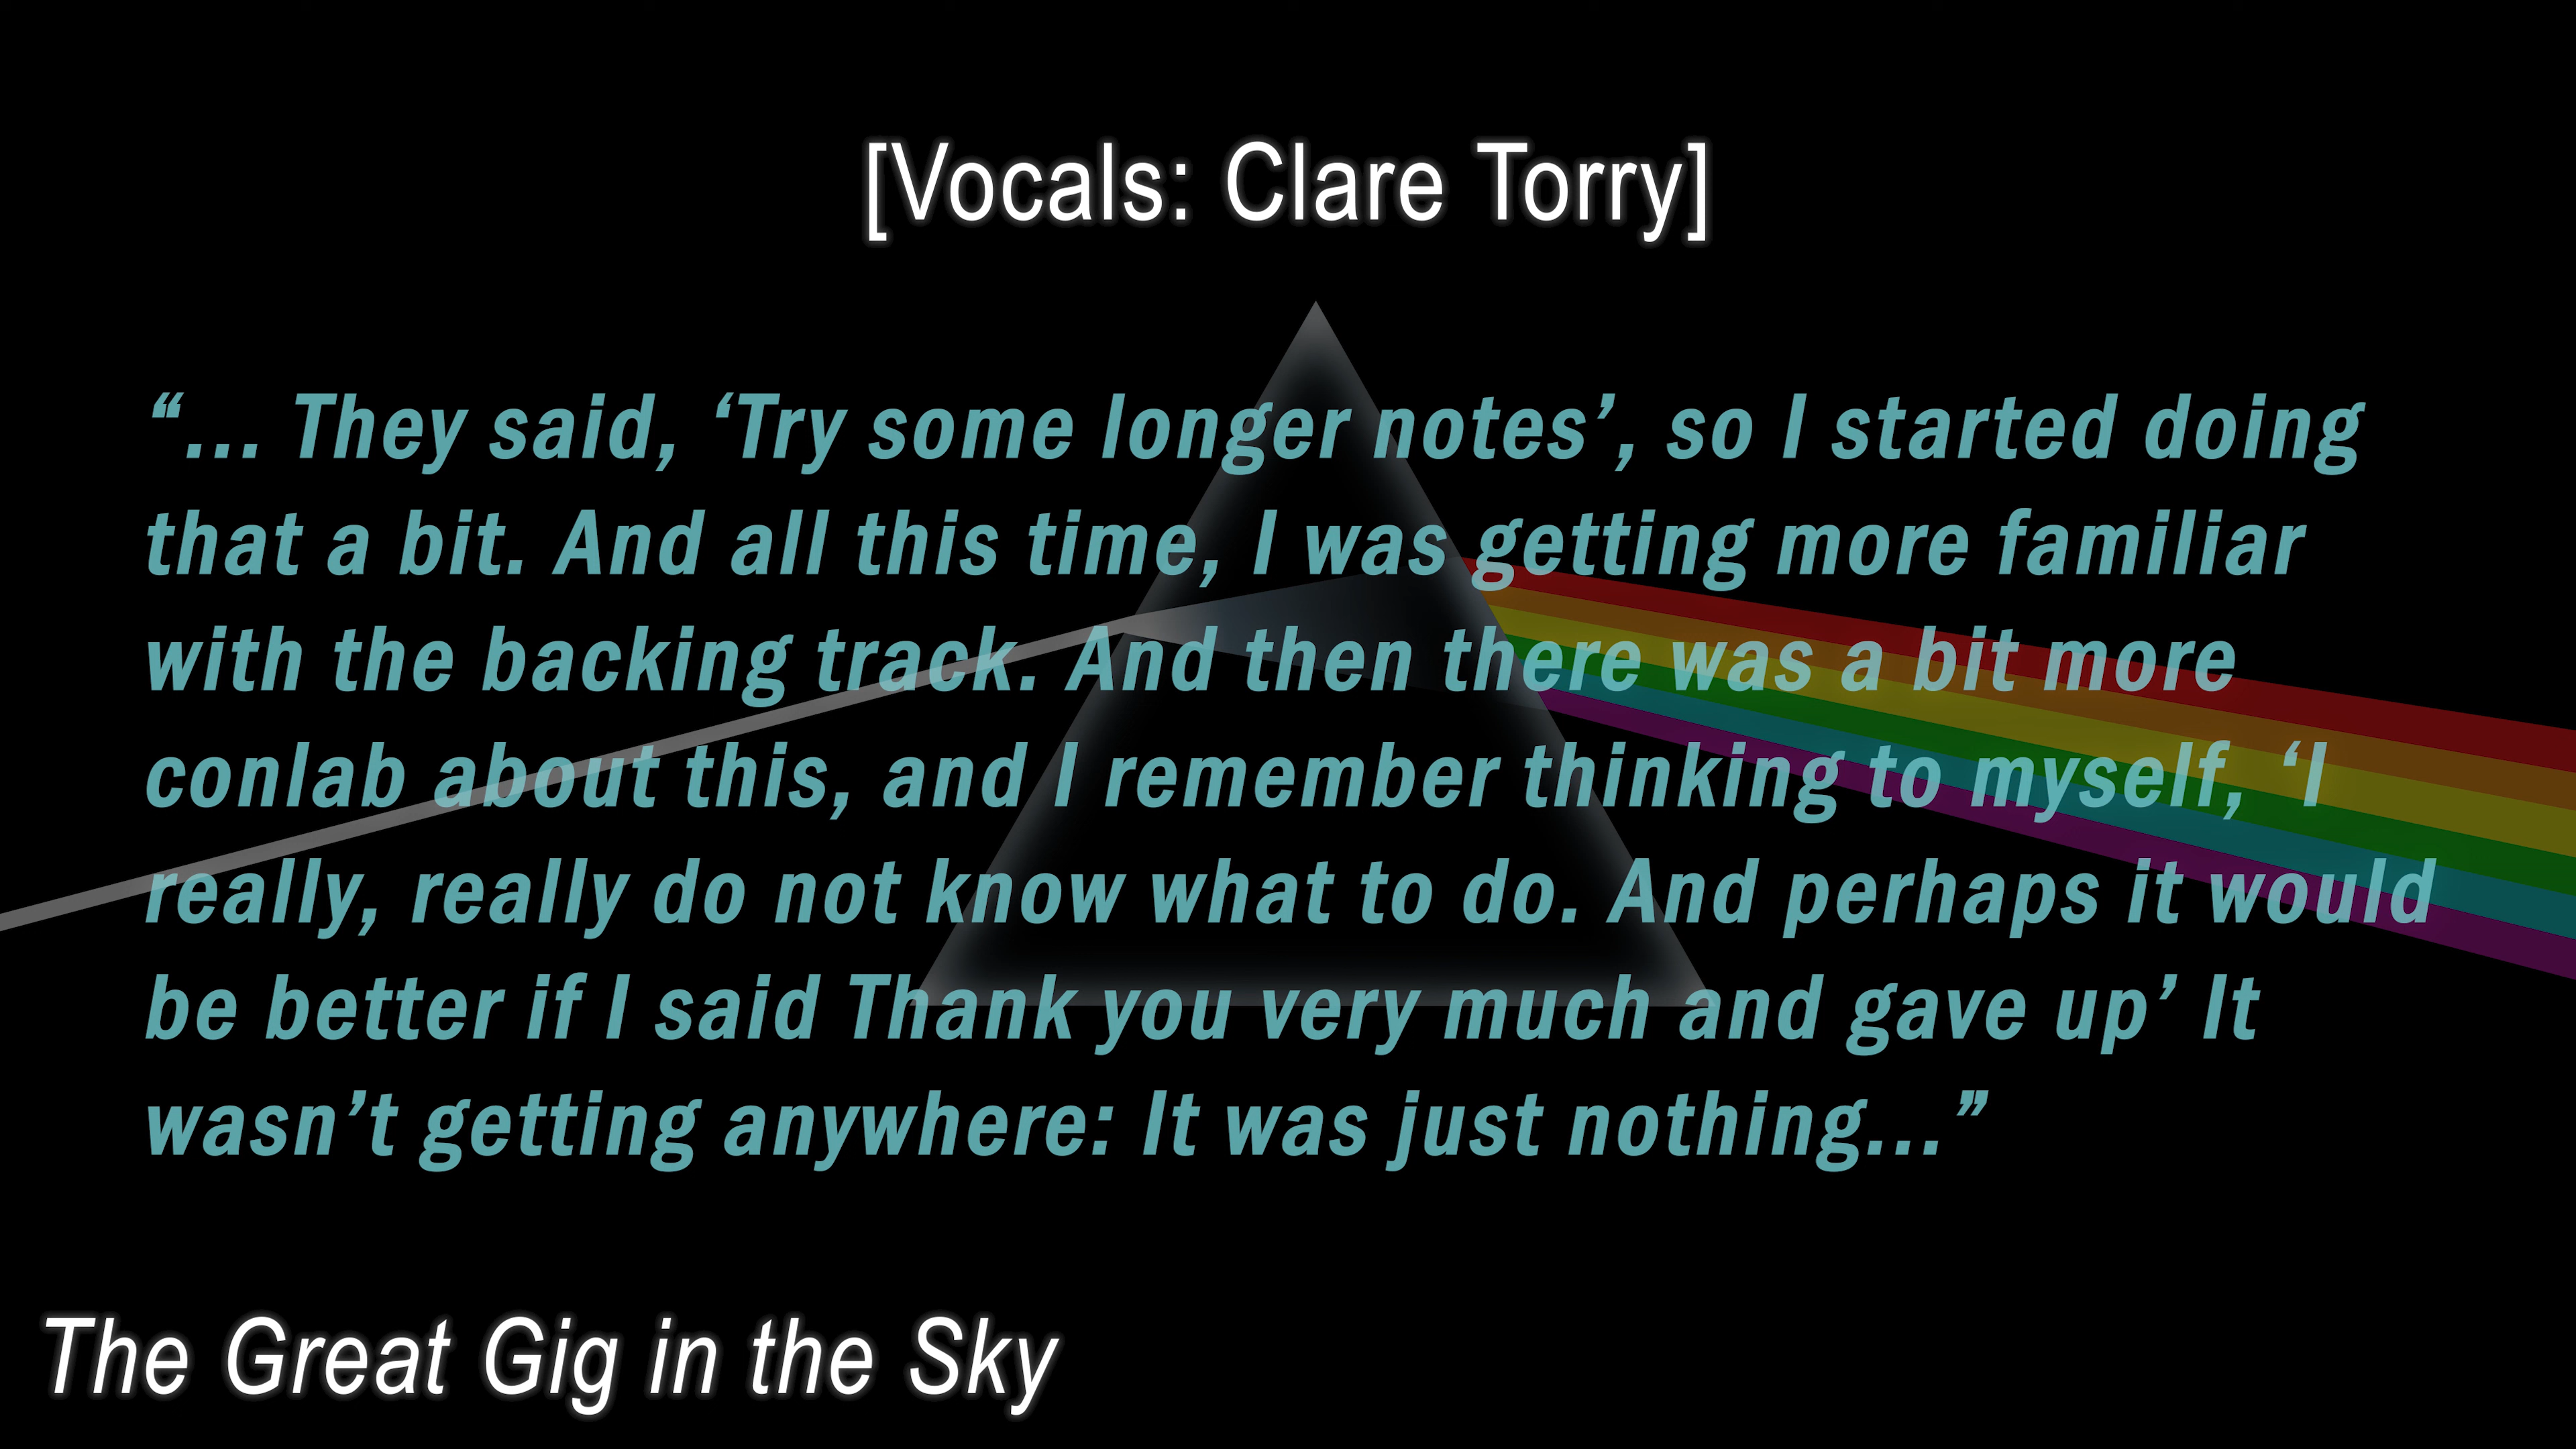 [Vocals: Clare Torry]
“... They said, ‘Try some longer notes’, so I started doing
that a bit. And all this time, I was getting more familiar
with the backing track. And then there was a bit more
conlab about this, and I remember thinking to myself, ‘I
really, really do not know what to do. And perhaps it would
be better if I said Thank you very much and gave up’ It
wasn’t getting anywhere: It was just nothing...”
The Great Gig in the Sky